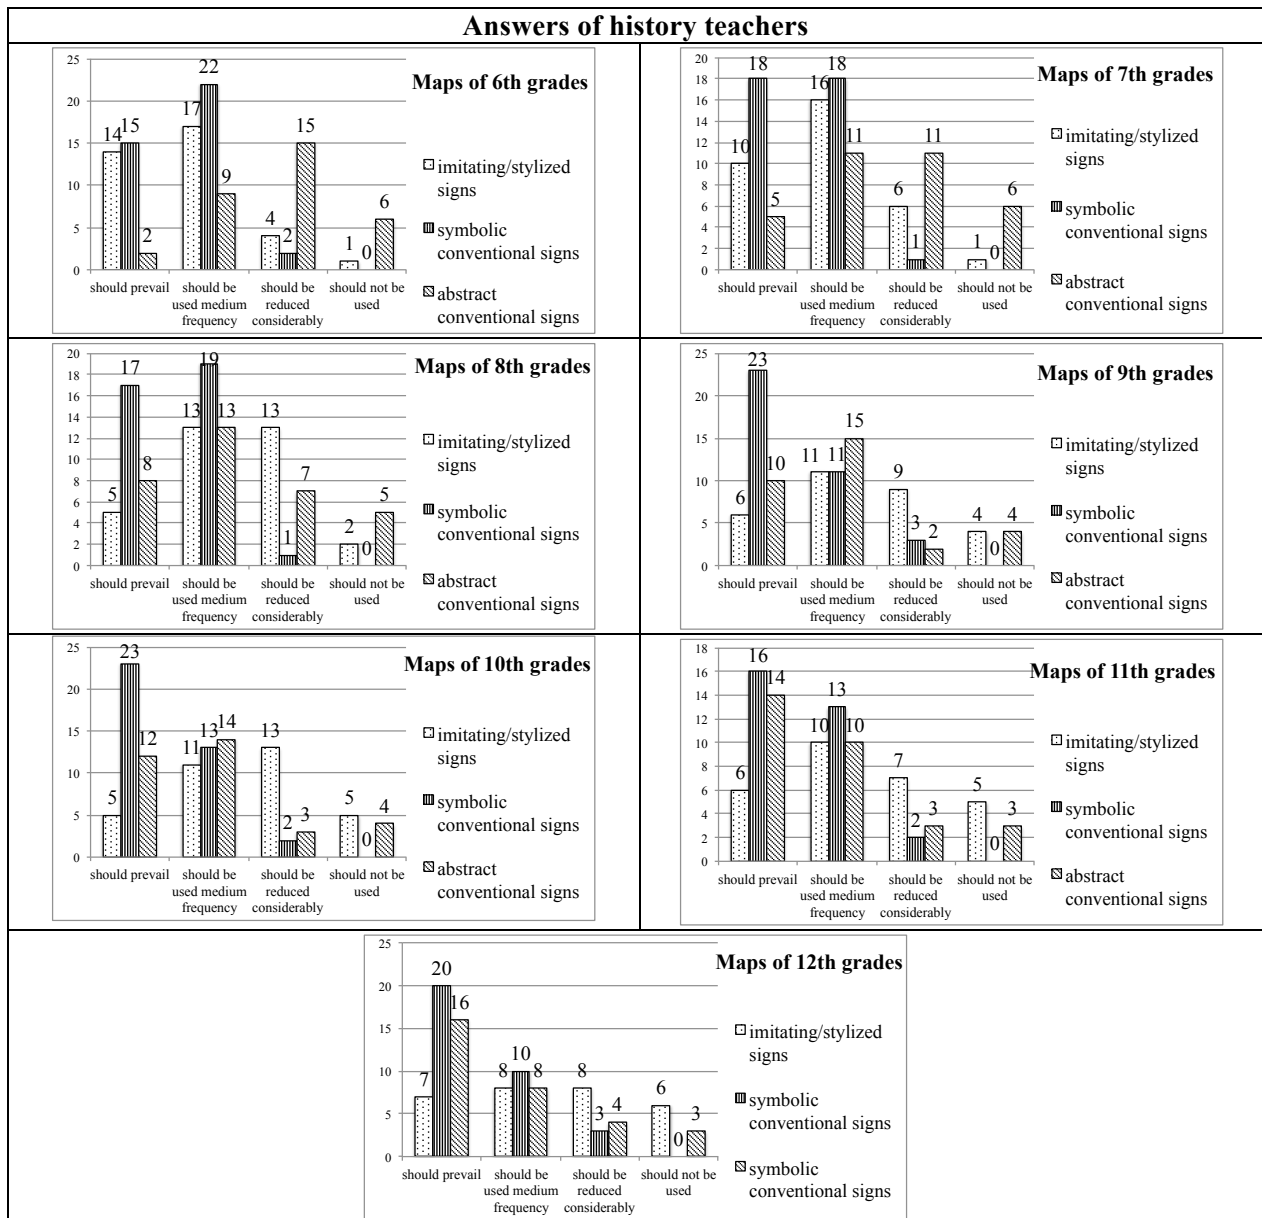 Answers of history teachers
Maps of 6th grades
25
20
15
10
5
0
14
15
2
17
22
9
4
2
15
1
0
6
should prevail
should be used medium frequency
should be reduced considerably
should not be used
imitating/stylized signs
symbolic conventional signs
abstract conventional signs
Maps of 7th grades
20
18
16
14
12
10
8
6
4
2
0
10
18
5
16
18
11
6
1
11
1
0
6
should prevail
should be used medium frequency
should be reduced considerably
should not be used
imitating/stylized signs
symbolic conventional signs
abstract conventional signs
Maps of 8th grades
20
18
16
14
12
10
8
6
4
2
0
5
17
8
13
19
13
13
1
7
2
0
5
should prevail
should be used medium frequency
should be reduced considerably
should not be used
imitating/stylized signs
symbolic conventional signs
abstract conventional signs
Maps of 9th grades
25
20
15
10
5
0
6
23
10
11
11
15
9
3
2
4
0
4
should prevail
should be used medium frequency
should be reduced considerably
should not be used
imitating/stylized signs
symbolic conventional signs
abstract conventional signs
Maps of 10th grades
25
20
15
10
5
0
5
23
12
11
13
14
13
2
3
5
0
4
should prevail
should be used medium frequency
should be reduced considerably
should not be used
imitating/stylized signs
symbolic conventional signs
abstract conventional signs
Maps of 11th grades
18
16
14
12
10
8
6
4
2
0
6
16
14
10
13
10
7
2
3
5
0
3
should prevail
should be used medium frequency
should be reduced considerably
should not be used
imitating/stylized signs
symbolic conventional signs
abstract conventional signs
Maps of 12th grades
25
20
15
10
5
0
7
20
16
8
10
8
8
3
4
6
0
3
should prevail
should be used medium frequency
should be reduced considerably
should not be used
imitating/stylized signs
symbolic conventional signs
symbolic conventional signs